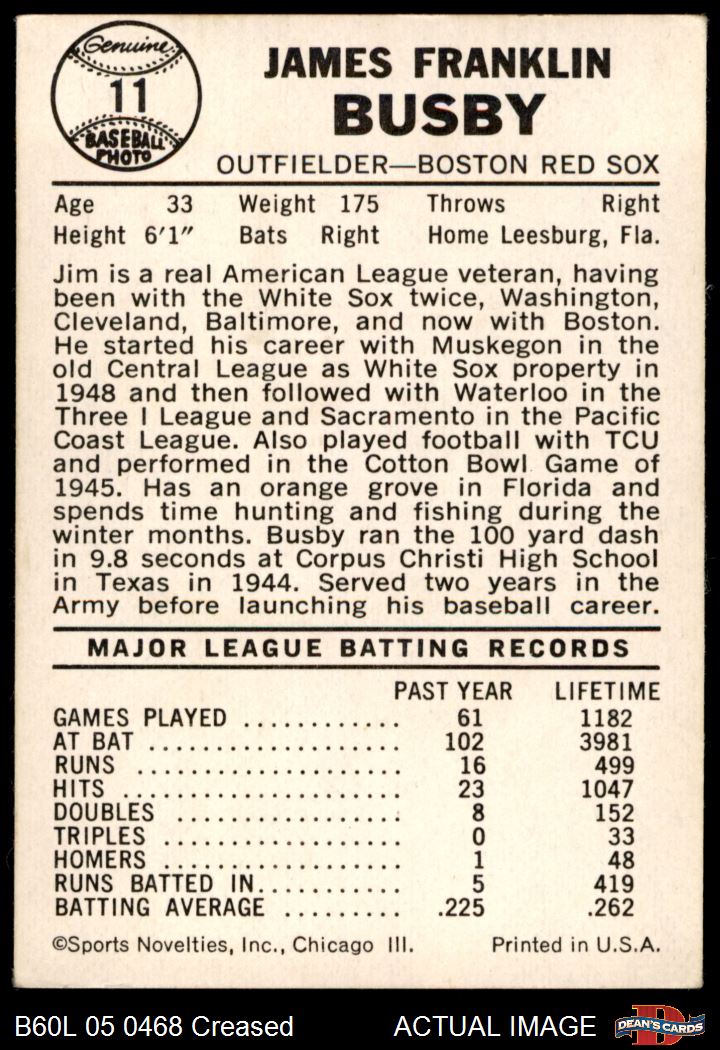 Genuine
11
BASEBALL
PHOTO
JAMES FRANKLIN
BUSBY
OUTFIELDER—BOSTON RED SOX
Age 33 Weight 175 Throws Right
Height 6'1" Bats Right Home Leesburg, Fla.
Jim is a real American League veteran, having
been with the White Sox twice, Washington,
Cleveland, Baltimore, and now with Boston.
He started his career with Muskegon in the
old Central League as White Sox property in
1948 and then followed with Waterloo in the
Three I League and Sacramento in the Pacific
Coast League. Also played football with TCU
and performed in the Cotton Bowl Game of
1945. Has an orange grove in Florida and
spends time hunting and fishing during the
winter months. Busby ran the 100 yard dash
in 9.8 seconds at Corpus Christi High School
in Texas in 1944. Served two years in the
Army before launching his baseball career.
MAJOR LEAGUE BATTING RECORDS
PAST YEAR LIFETIME
GAMES PLAYED ............ 61 1182
AT BAT .................... 102 3981
RUNS ..................... 16 499
HITS ...................... 23 1047
DOUBLES .................. 8 152
TRIPLES ................... 0 33
HOMERS ................... 1 48
RUNS BATTED IN............ 5 419
BATTING AVERAGE ......... .225 .262
©Sports Novelties, Inc., Chicago Ill. Printed in U.S.A.
B60L 05 0468 Creased ACTUAL IMAGE
D
DEAN'S CARDS